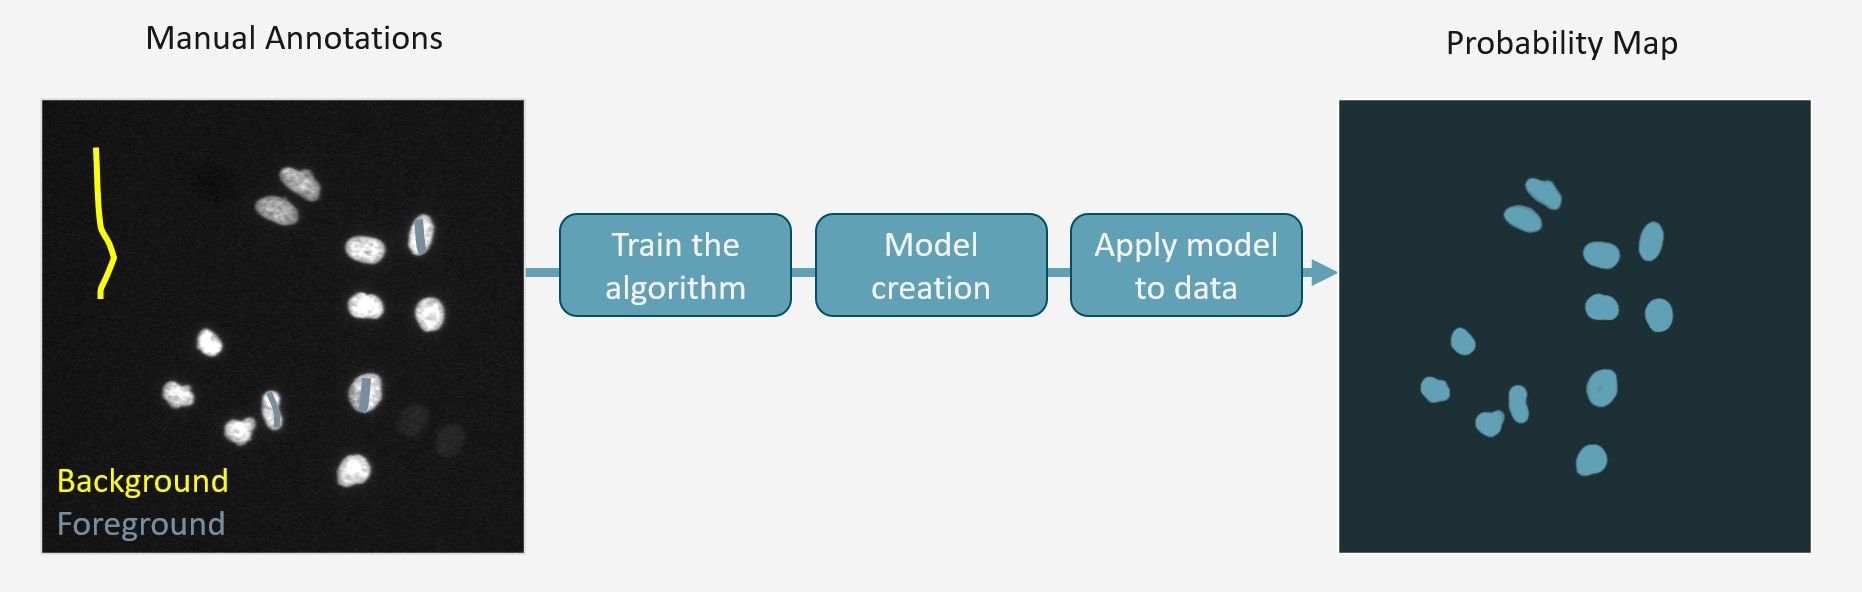 Manual Annotations
Probability Map
Train the
algorithm
Model
creation
Apply model
to data
Background
Foreground